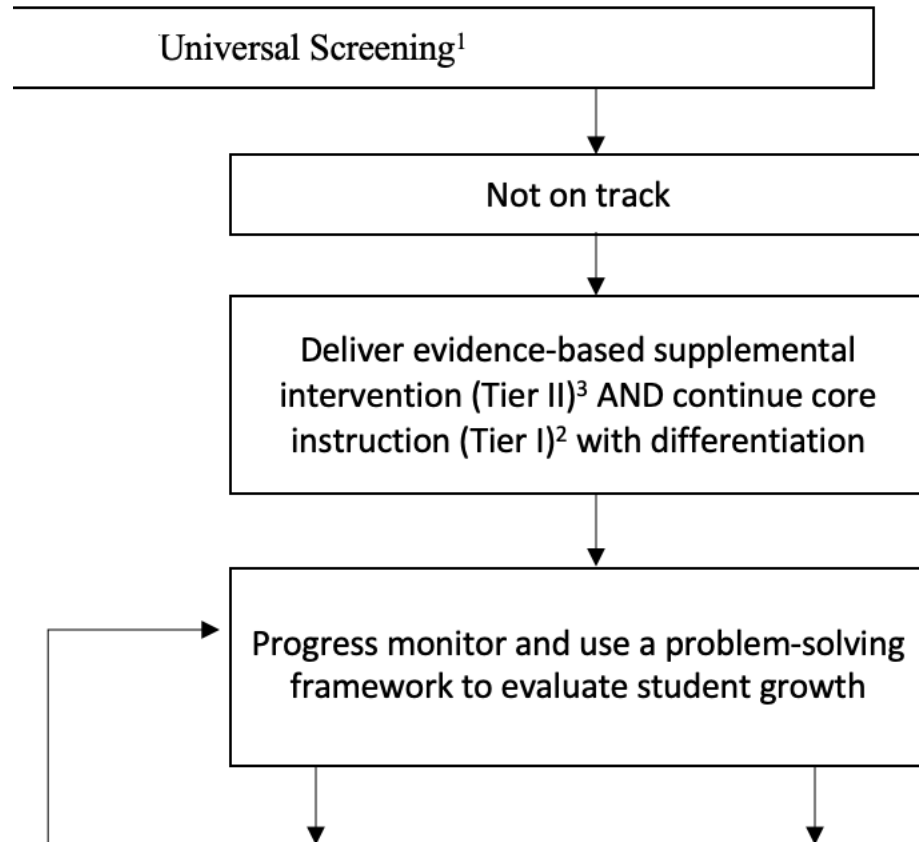 Universal Screening¹
Not on track
Deliver evidence-based supplemental
intervention (Tier II)³ AND continue core
instruction (Tier I)² with differentiation
Progress monitor and use a problem-solving
framework to evaluate student growth